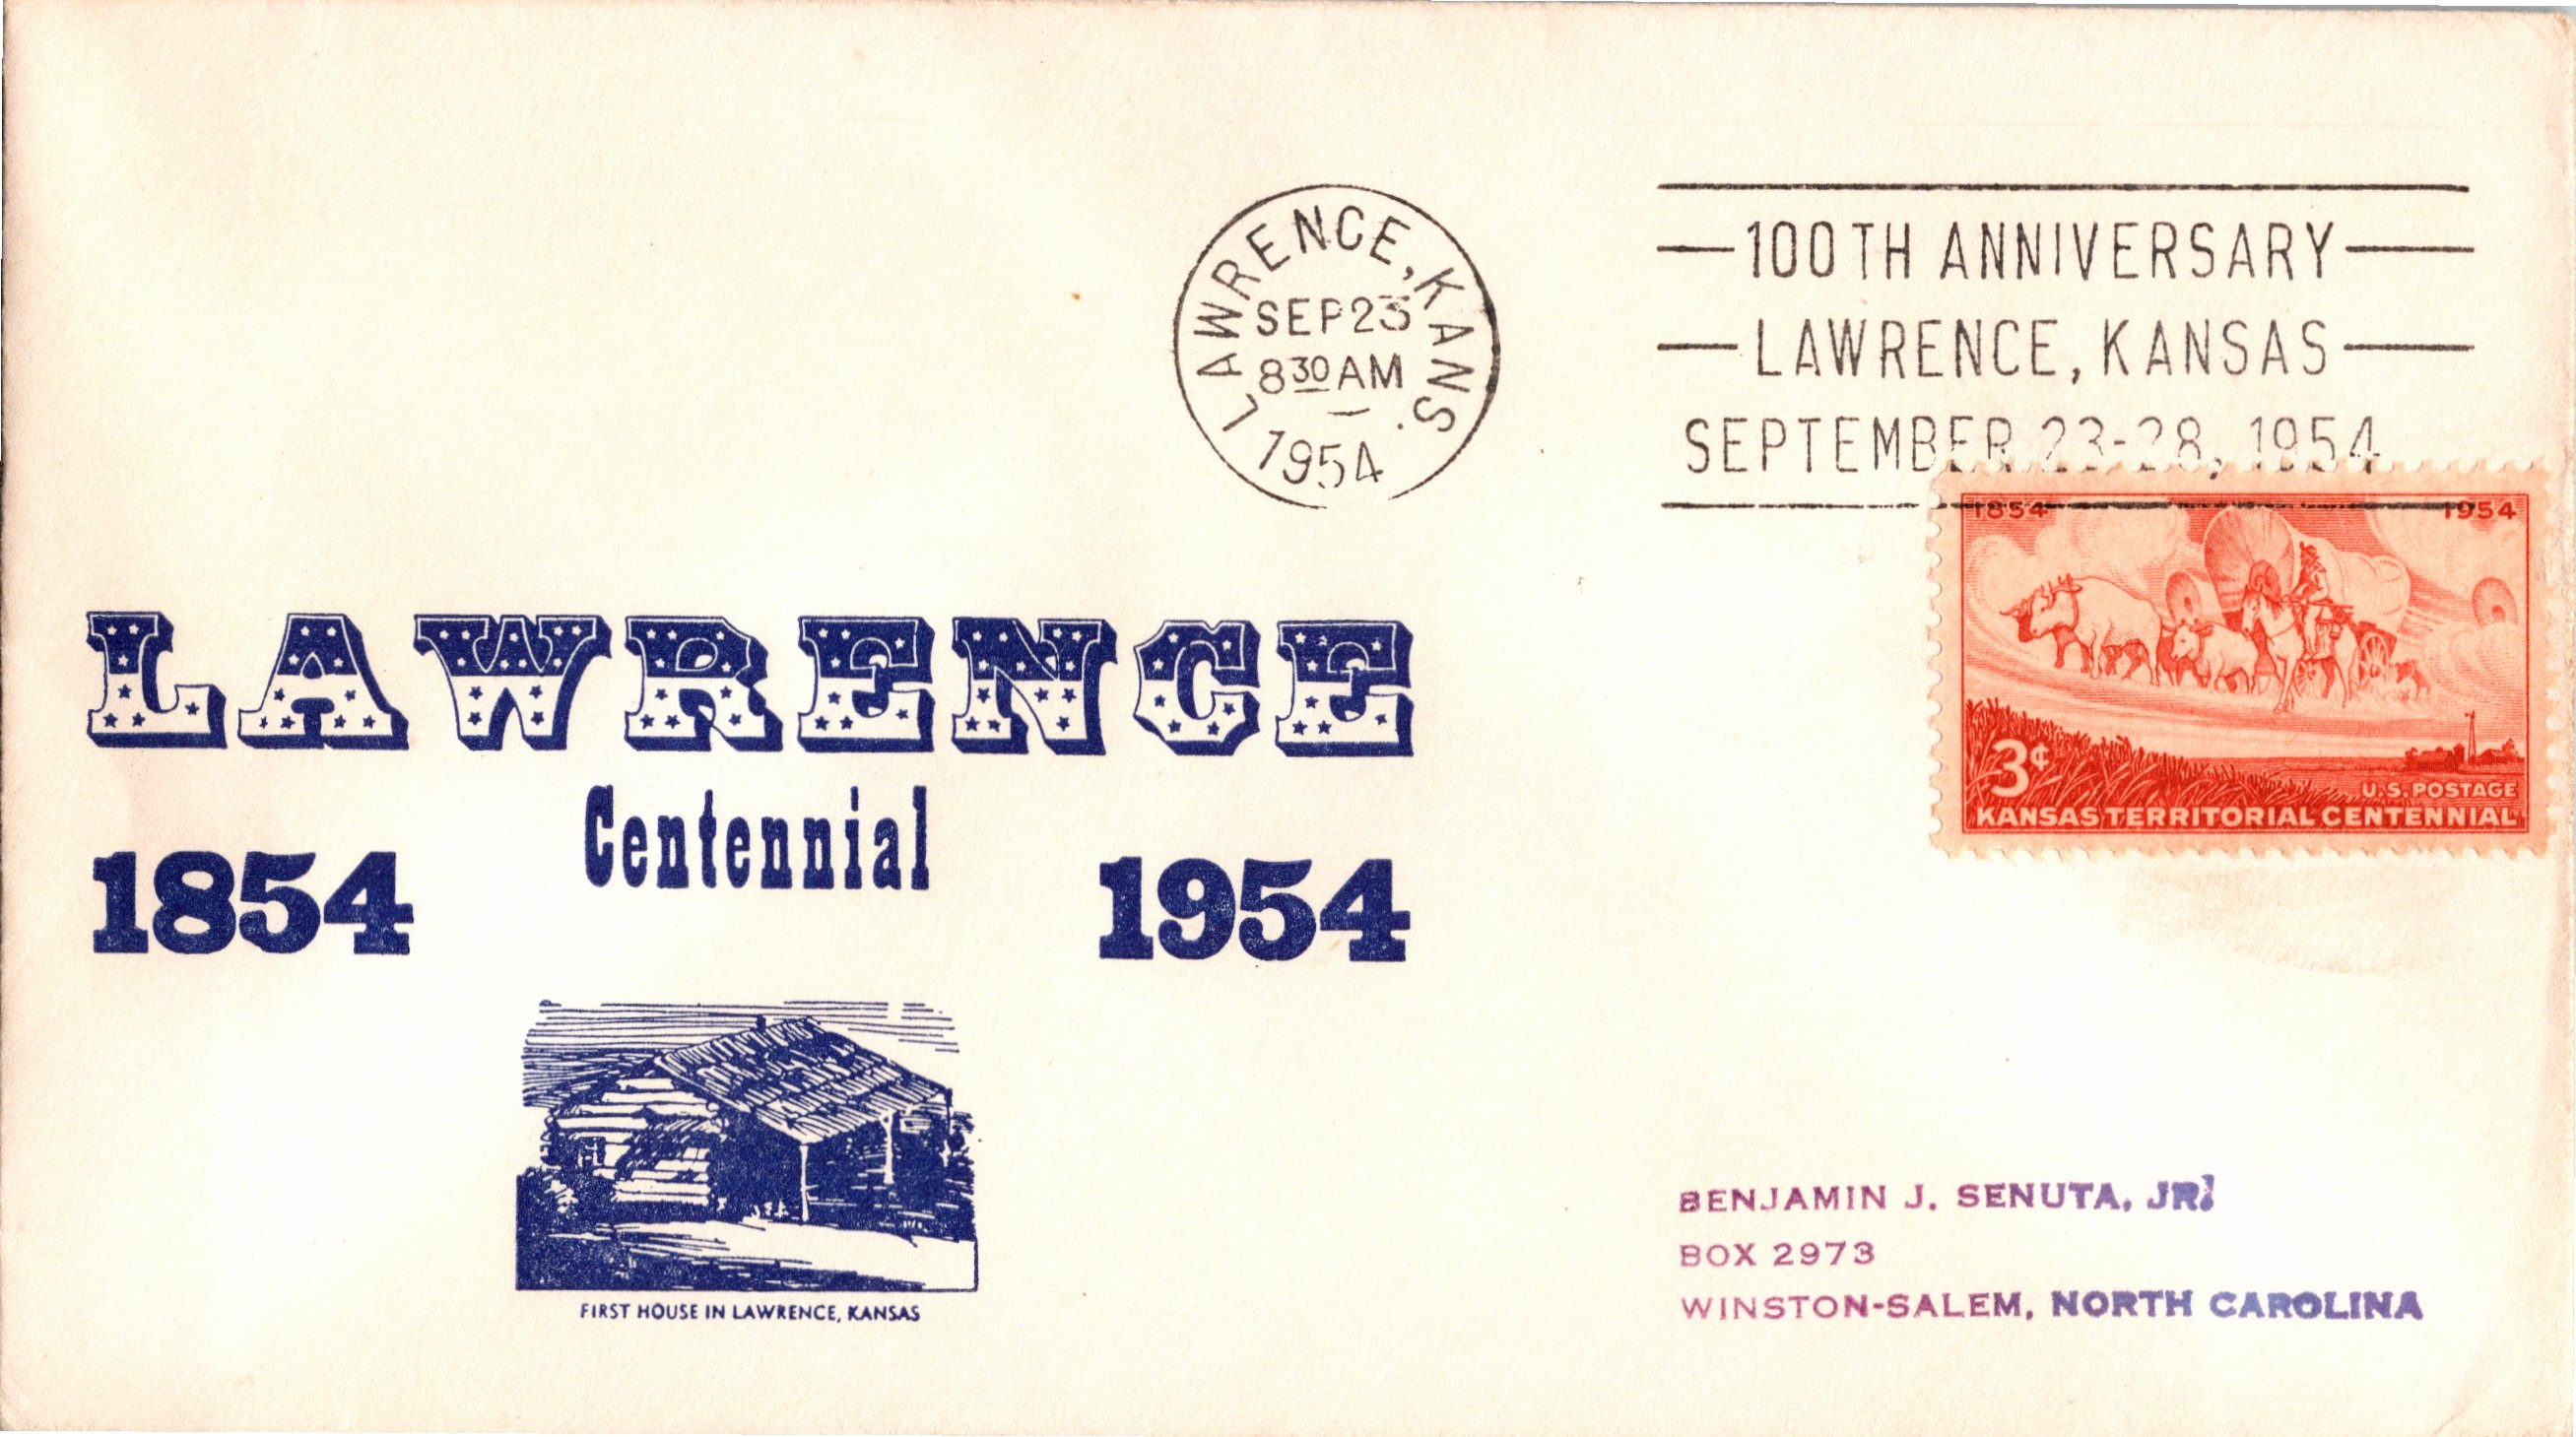 LAWRENCE, KANS.
SEP 23
8 30 AM
1954
100TH ANNIVERSARY
LAWRENCE, KANSAS
SEPTEMBER 23-28, 1954
1854 1954
3¢
U.S. POSTAGE
KANSAS TERRITORIAL CENTENNIAL
LAWRENCE
Centennial
1854 1954
FIRST HOUSE IN LAWRENCE, KANSAS
BENJAMIN J. SENUTA, JR.
BOX 2973
WINSTON-SALEM, NORTH CAROLINA